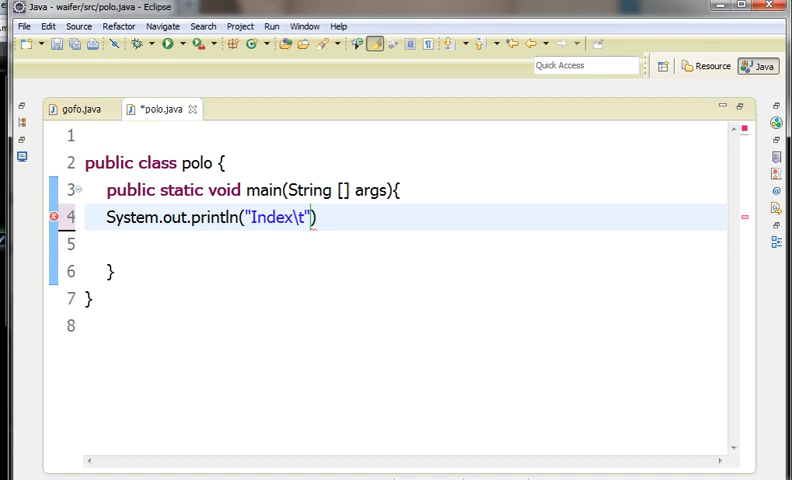 Java - waifer/src/polo.java - Eclipse
File Edit Source Refactor Navigate Search Project Run Window Help
Quick Access
Resource
Java
gofo.java
*polo.java
1
2 public class polo {
3 public static void main(String [] args){
4 System.out.println("Index\t")
5
6 }
7 }
8